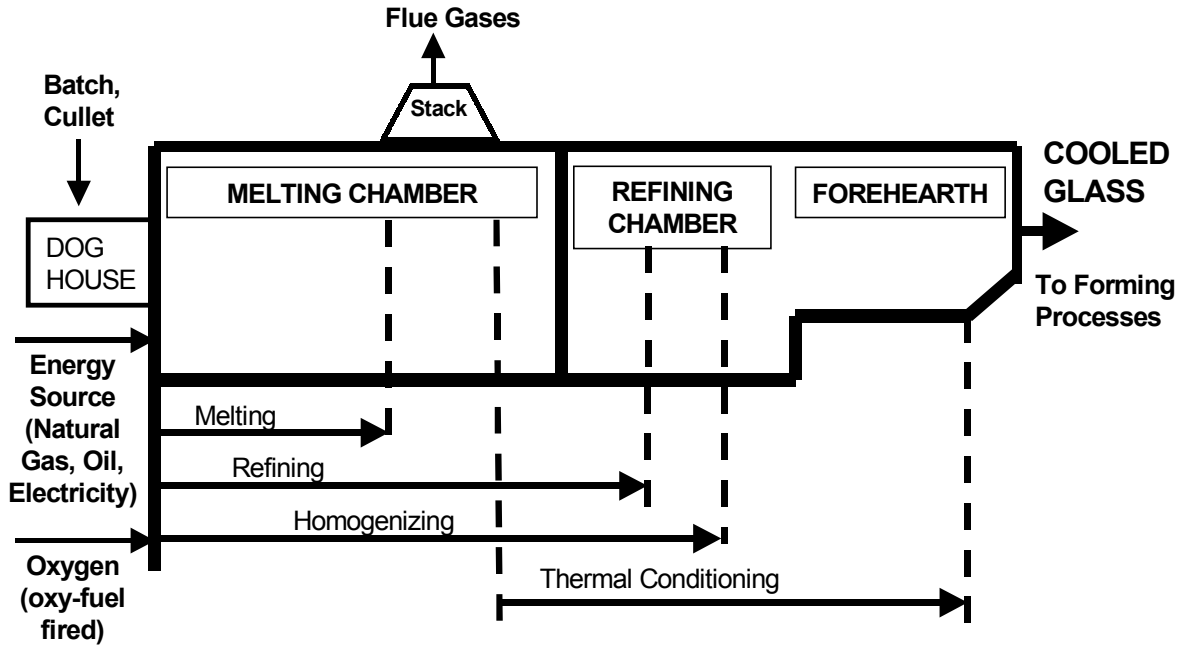 Flue Gases
Batch,
Cullet
Stack
MELTING CHAMBER
REFINING
CHAMBER
FOREHEARTH
COOLED
GLASS
DOG
HOUSE
To Forming
Processes
Energy
Source
(Natural
Gas, Oil,
Electricity)
Melting
Refining
Homogenizing
Oxygen
(oxy-fuel
fired)
Thermal Conditioning